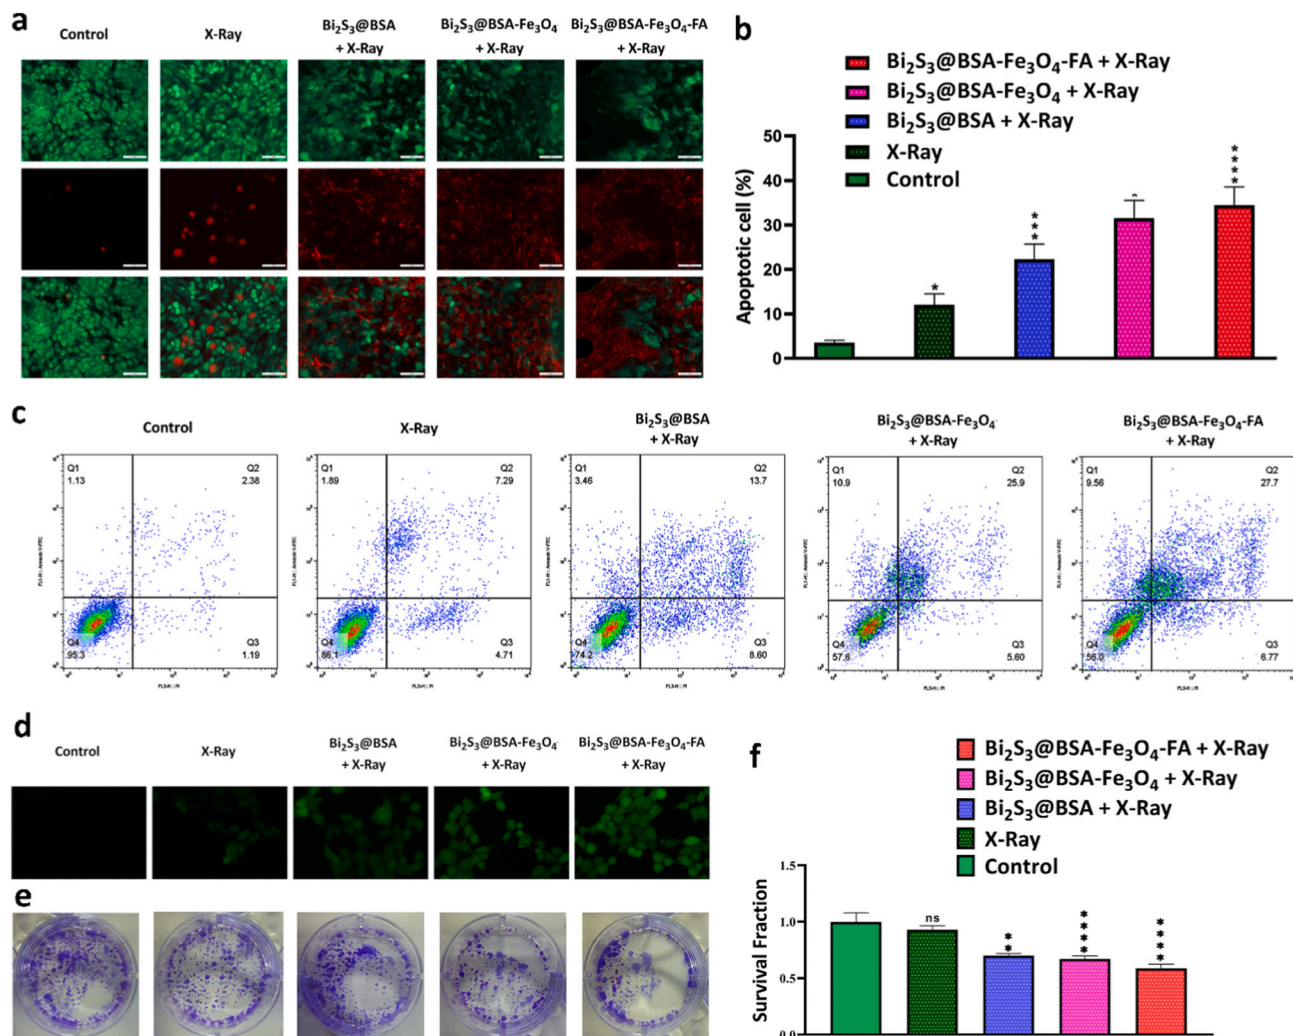 a
Control
X-Ray
Bi₂S₃@BSA
+ X-Ray
Bi₂S₃@BSA-Fe₃O₄
+ X-Ray
Bi₂S₃@BSA-Fe₃O₄-FA
+ X-Ray
b
Bi₂S₃@BSA-Fe₃O₄-FA + X-Ray
Bi₂S₃@BSA-Fe₃O₄ + X-Ray
Bi₂S₃@BSA + X-Ray
X-Ray
Control
Apoptotic cell (%)
50
40
30
20
10
0
*
***
****
c
Control
Q1
1.13
Q2
2.38
Q4
95.3
Q3
1.19
X-Ray
Q1
1.89
Q2
7.29
Q4
86.1
Q3
4.71
Bi₂S₃@BSA
+ X-Ray
Q1
3.46
Q2
13.7
Q4
74.2
Q3
8.60
Bi₂S₃@BSA-Fe₃O₄
+ X-Ray
Q1
10.9
Q2
25.9
Q4
57.6
Q3
5.60
Bi₂S₃@BSA-Fe₃O₄-FA
+ X-Ray
Q1
9.56
Q2
27.7
Q4
56.0
Q3
6.77
d
Control
X-Ray
Bi₂S₃@BSA
+ X-Ray
Bi₂S₃@BSA-Fe₃O₄
+ X-Ray
Bi₂S₃@BSA-Fe₃O₄-FA
+ X-Ray
e
f
Bi₂S₃@BSA-Fe₃O₄-FA + X-Ray
Bi₂S₃@BSA-Fe₃O₄ + X-Ray
Bi₂S₃@BSA + X-Ray
X-Ray
Control
Survival Fraction
1.5
1.0
0.5
0.0
ns
**
****
****